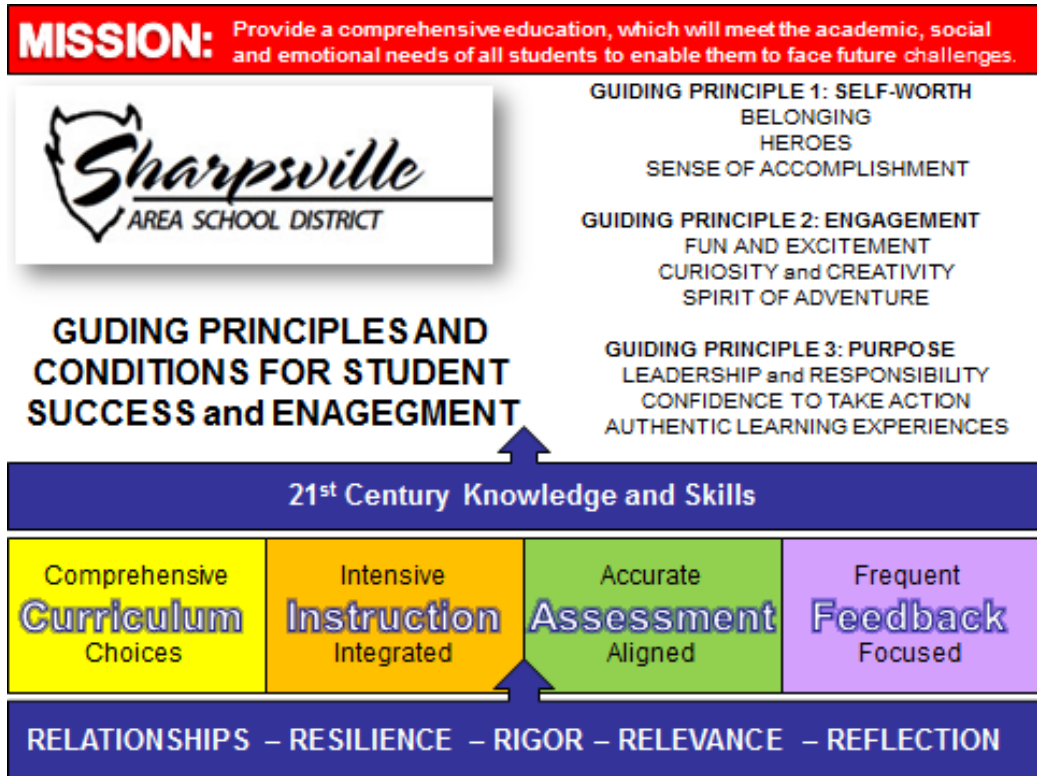 MISSION: Provide a comprehensive education, which will meet the academic, social
and emotional needs of all students to enable them to face future challenges.
Sharpsville
AREA SCHOOL DISTRICT
GUDING PRINCIPLES AND
CONDITIONS FOR STUDENT
SUCCESS and ENAGEGMENT
GUIDING PRINCIPLE 1: SELF-WORTH
BELONGING
HEROES
SENSE OF ACCOMPLISHMENT
GUIDING PRINCIPLE 2: ENGAGEMENT
FUN AND EXCITEMENT
CURIOSITY and CREATIVITY
SPIRIT OF ADVENTURE
GUIDING PRINCIPLE 3: PURPOSE
LEADERSHIP and RESPONSIBILITY
CONFIDENCE TO TAKE ACTION
AUTHENTIC LEARNING EXPERIENCES
21st Century Knowledge and Skills
Comprehensive
Curriculum
Choices
Intensive
Instruction
Integrated
Accurate
Assessment
Aligned
Frequent
Feedback
Focused
RELATIONSHIPS – RESILIENCE – RIGOR – RELEVANCE – REFLECTION